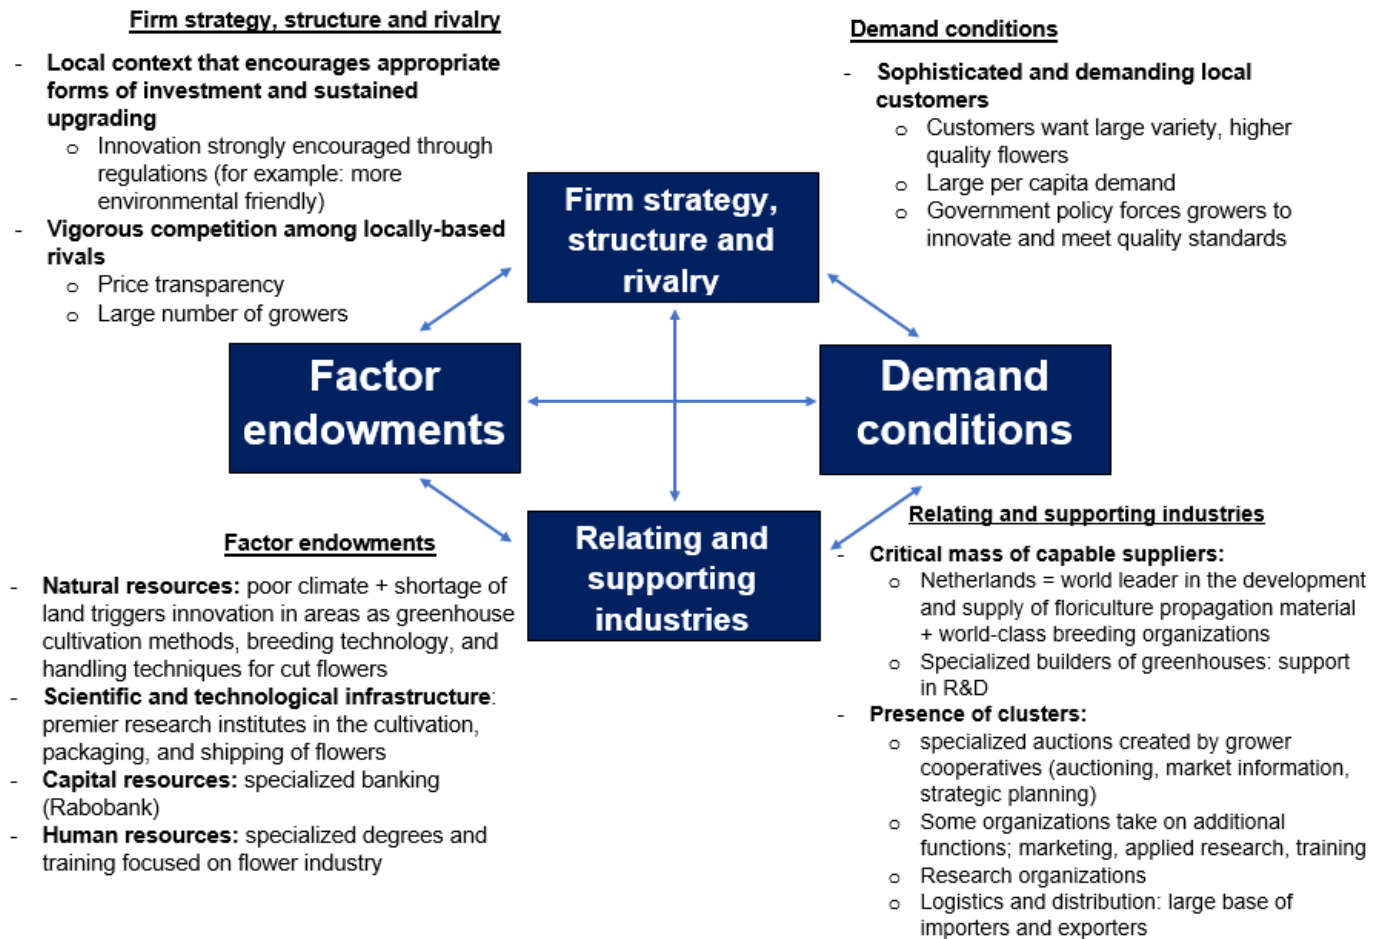 Firm strategy, structure and rivalry
- Local context that encourages appropriate
forms of investment and sustained
upgrading
o Innovation strongly encouraged through
regulations (for example: more
environmental friendly)
- Vigorous competition among locally-based
rivals
o Price transparency
o Large number of growers
Demand conditions
- Sophisticated and demanding local
customers
o Customers want large variety, higher
quality flowers
o Large per capita demand
o Government policy forces growers to
innovate and meet quality standards
Firm strategy,
structure and
rivalry
Factor
endowments
Demand
conditions
Relating and
supporting
industries
Factor endowments
- Natural resources: poor climate + shortage of
land triggers innovation in areas as greenhouse
cultivation methods, breeding technology, and
handling techniques for cut flowers
- Scientific and technological infrastructure:
premier research institutes in the cultivation,
packaging, and shipping of flowers
- Capital resources: specialized banking
(Rabobank)
- Human resources: specialized degrees and
training focused on flower industry
Relating and supporting industries
- Critical mass of capable suppliers:
o Netherlands = world leader in the development
and supply of floriculture propagation material
+ world-class breeding organizations
o Specialized builders of greenhouses: support
in R&D
- Presence of clusters:
o specialized auctions created by grower
cooperatives (auctioning, market information,
strategic planning)
o Some organizations take on additional
functions; marketing, applied research, training
o Research organizations
o Logistics and distribution: large base of
importers and exporters